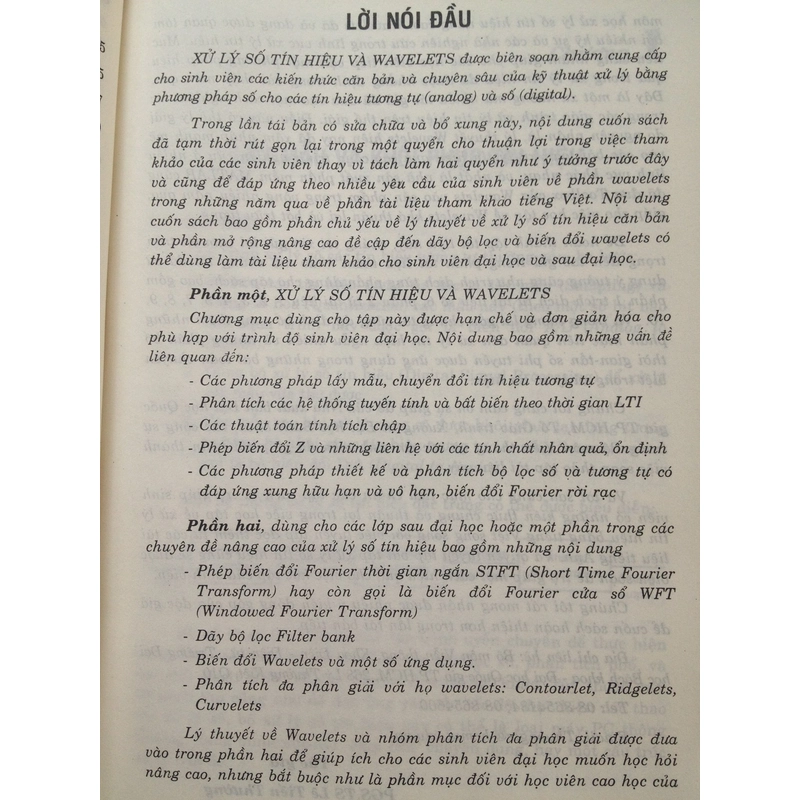 LỜI NÓI ĐẦU
XỬ LÝ SỐ TÍN HIỆU VÀ WAVELETS được biên soạn nhằm cung cấp
cho sinh viên các kiến thức căn bản và chuyên sâu của kỹ thuật xử lý bằng
phương pháp số cho các tín hiệu tương tự (analog) và số (digital).
Trong lần tái bản có sửa chữa và bổ xung này, nội dung cuốn sách
đã tạm thời rút gọn lại trong một quyển cho thuận lợi trong việc tham
khảo của các sinh viên thay vì tách làm hai quyển như ý tưởng trước đây
và cũng để đáp ứng theo nhiều yêu cầu của sinh viên về phần wavelets
trong những năm qua về phần tài liệu tham khảo tiếng Việt. Nội dung
cuốn sách bao gồm phần chủ yếu về lý thuyết về xử lý số tín hiệu căn bản
và phần mở rộng nâng cao đề cập đến dãy bộ lọc và biến đổi wavelets có
thể dùng làm tài liệu tham khảo cho sinh viên đại học và sau đại học.
Phần một, XỬ LÝ SỐ TÍN HIỆU VÀ WAVELETS
Chương mục dùng cho tập này được hạn chế và đơn giản hóa cho
phù hợp với trình độ sinh viên đại học. Nội dung bao gồm những vấn đề
liên quan đến:
- Các phương pháp lấy mẫu, chuyển đổi tín hiệu tương tự
- Phân tích các hệ thống tuyến tính và bất biến theo thời gian LTI
- Các thuật toán tính tích chập
- Phép biến đổi Z và những liên hệ với các tính chất nhân quả, ổn định
- Các phương pháp thiết kế và phân tích bộ lọc số và tương tự có
đáp ứng xung hữu hạn và vô hạn, biến đổi Fourier rời rạc
Phần hai, dùng cho các lớp sau đại học hoặc một phần trong các
chuyên đề nâng cao của xử lý số tín hiệu bao gồm những nội dung
- Phép biến đổi Fourier thời gian ngắn STFT (Short Time Fourier
Transform) hay còn gọi là biến đổi Fourier cửa sổ WFT
(Windowed Fourier Transform)
- Dãy bộ lọc Filter bank
- Biến đổi Wavelets và một số ứng dụng.
- Phân tích đa phân giải với họ wavelets: Contourlet, Ridgelets,
Curvelets
Lý thuyết về Wavelets và nhóm phân tích đa phân giải được đưa
vào trong phần hai để giúp ích cho các sinh viên đại học muốn học hỏi
nâng cao, nhưng bắt buộc như là phần mục đối với học viên cao học của